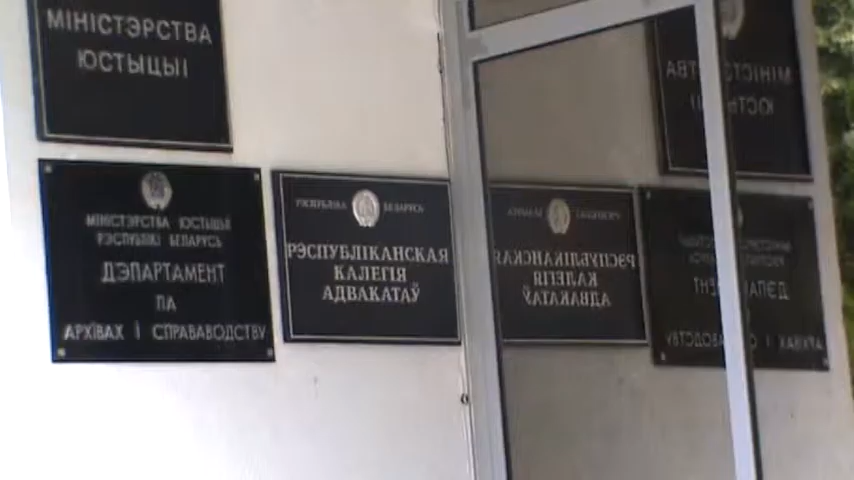 МІНІСТЭРСТВА
ЮСТЫЦЫІ
МІНІСТЭРСТВА ЮСТЫЦЫІ
РЭСПУБЛІКІ БЕЛАРУСЬ
ДЭПАРТАМЕНТ
ПА
АРХІВАХ І СПРАВАВОДСТВУ
РЭСПУБЛІКА БЕЛАРУСЬ
РЭСПУБЛІКАНСКАЯ
КАЛЕГІЯ
АДВАКАТАЎ